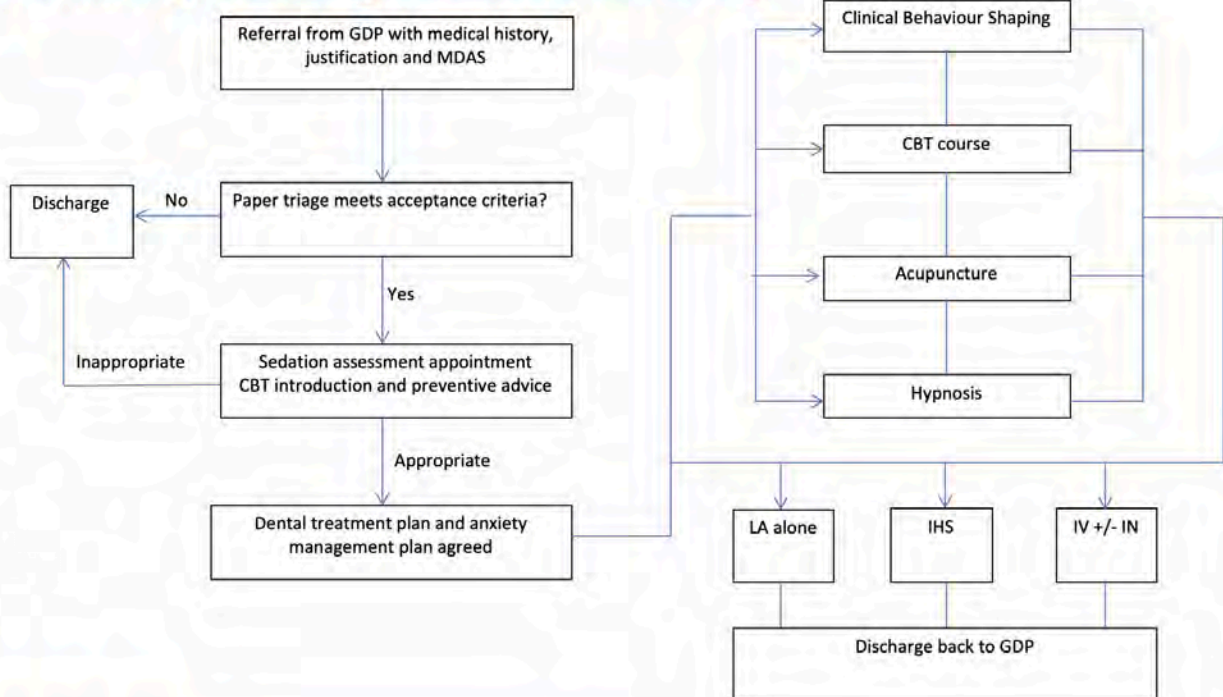 Referral from GDP with medical history,
justification and MDAS
Paper triage meets acceptance criteria?
No
Discharge
Yes
Inappropriate
Sedation assessment appointment
CBT introduction and preventive advice
Appropriate
Dental treatment plan and anxiety
management plan agreed
Clinical Behaviour Shaping
CBT course
Acupuncture
Hypnosis
LA alone
IHS
IV +/- IN
Discharge back to GDP